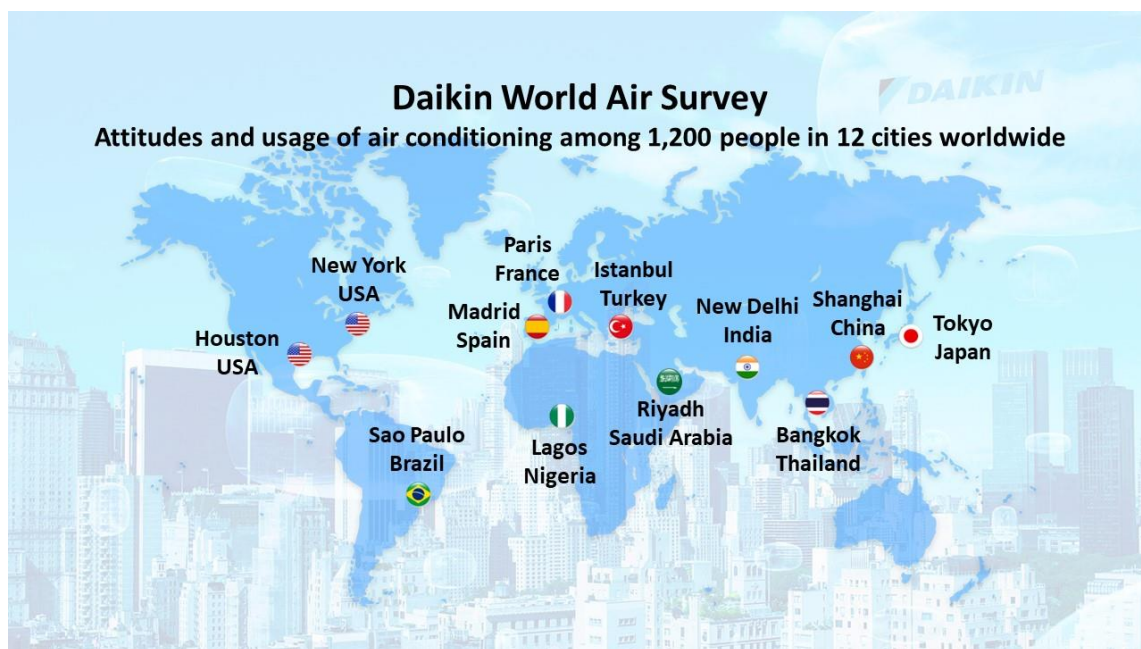 DAIKIN
Daikin World Air Survey
Attitudes and usage of air conditioning among 1,200 people in 12 cities worldwide
Paris
France
New York
USA
Istanbul
Turkey
Madrid
Spain
New Delhi
India
Shanghai
China
Tokyo
Japan
Houston
USA
Riyadh
Saudi Arabia
Sao Paulo
Brazil
Lagos
Nigeria
Bangkok
Thailand